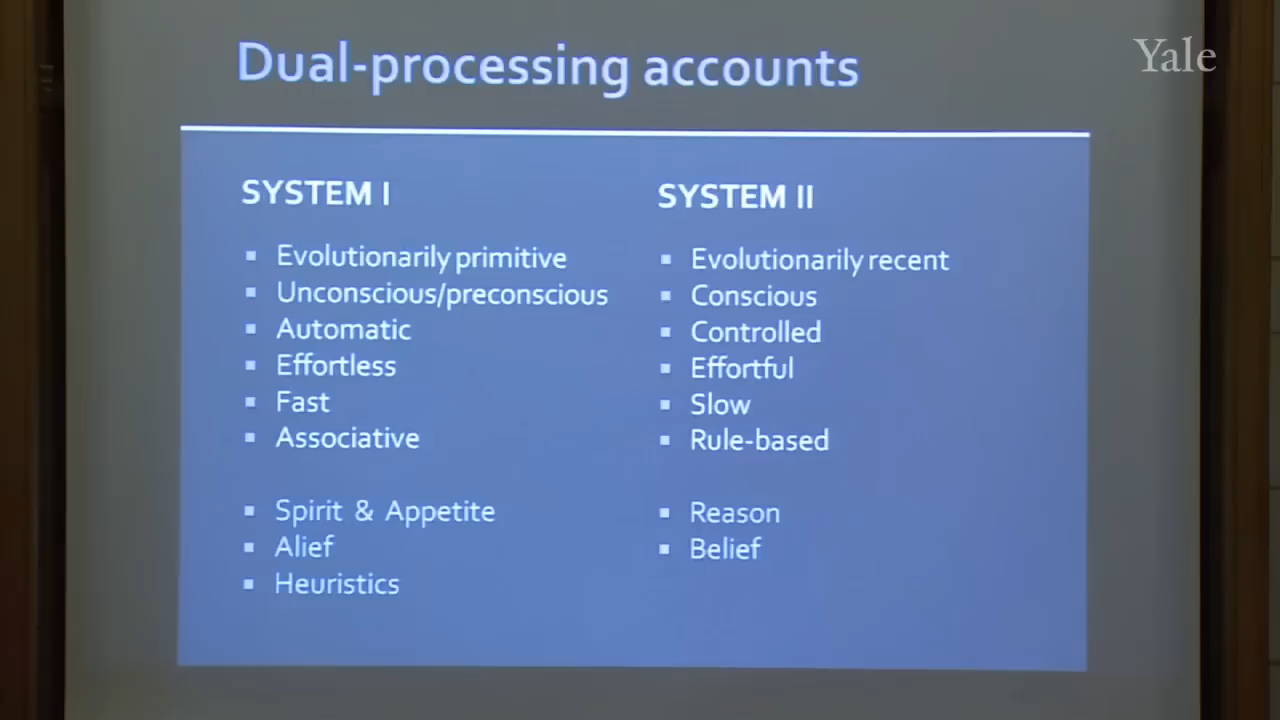 Dual-processing accounts
Yale
SYSTEM I
▪ Evolutionarily primitive
▪ Unconscious/preconscious
▪ Automatic
▪ Effortless
▪ Fast
▪ Associative
▪ Spirit & Appetite
▪ Alief
▪ Heuristics
SYSTEM II
▪ Evolutionarily recent
▪ Conscious
▪ Controlled
▪ Effortful
▪ Slow
▪ Rule-based
▪ Reason
▪ Belief